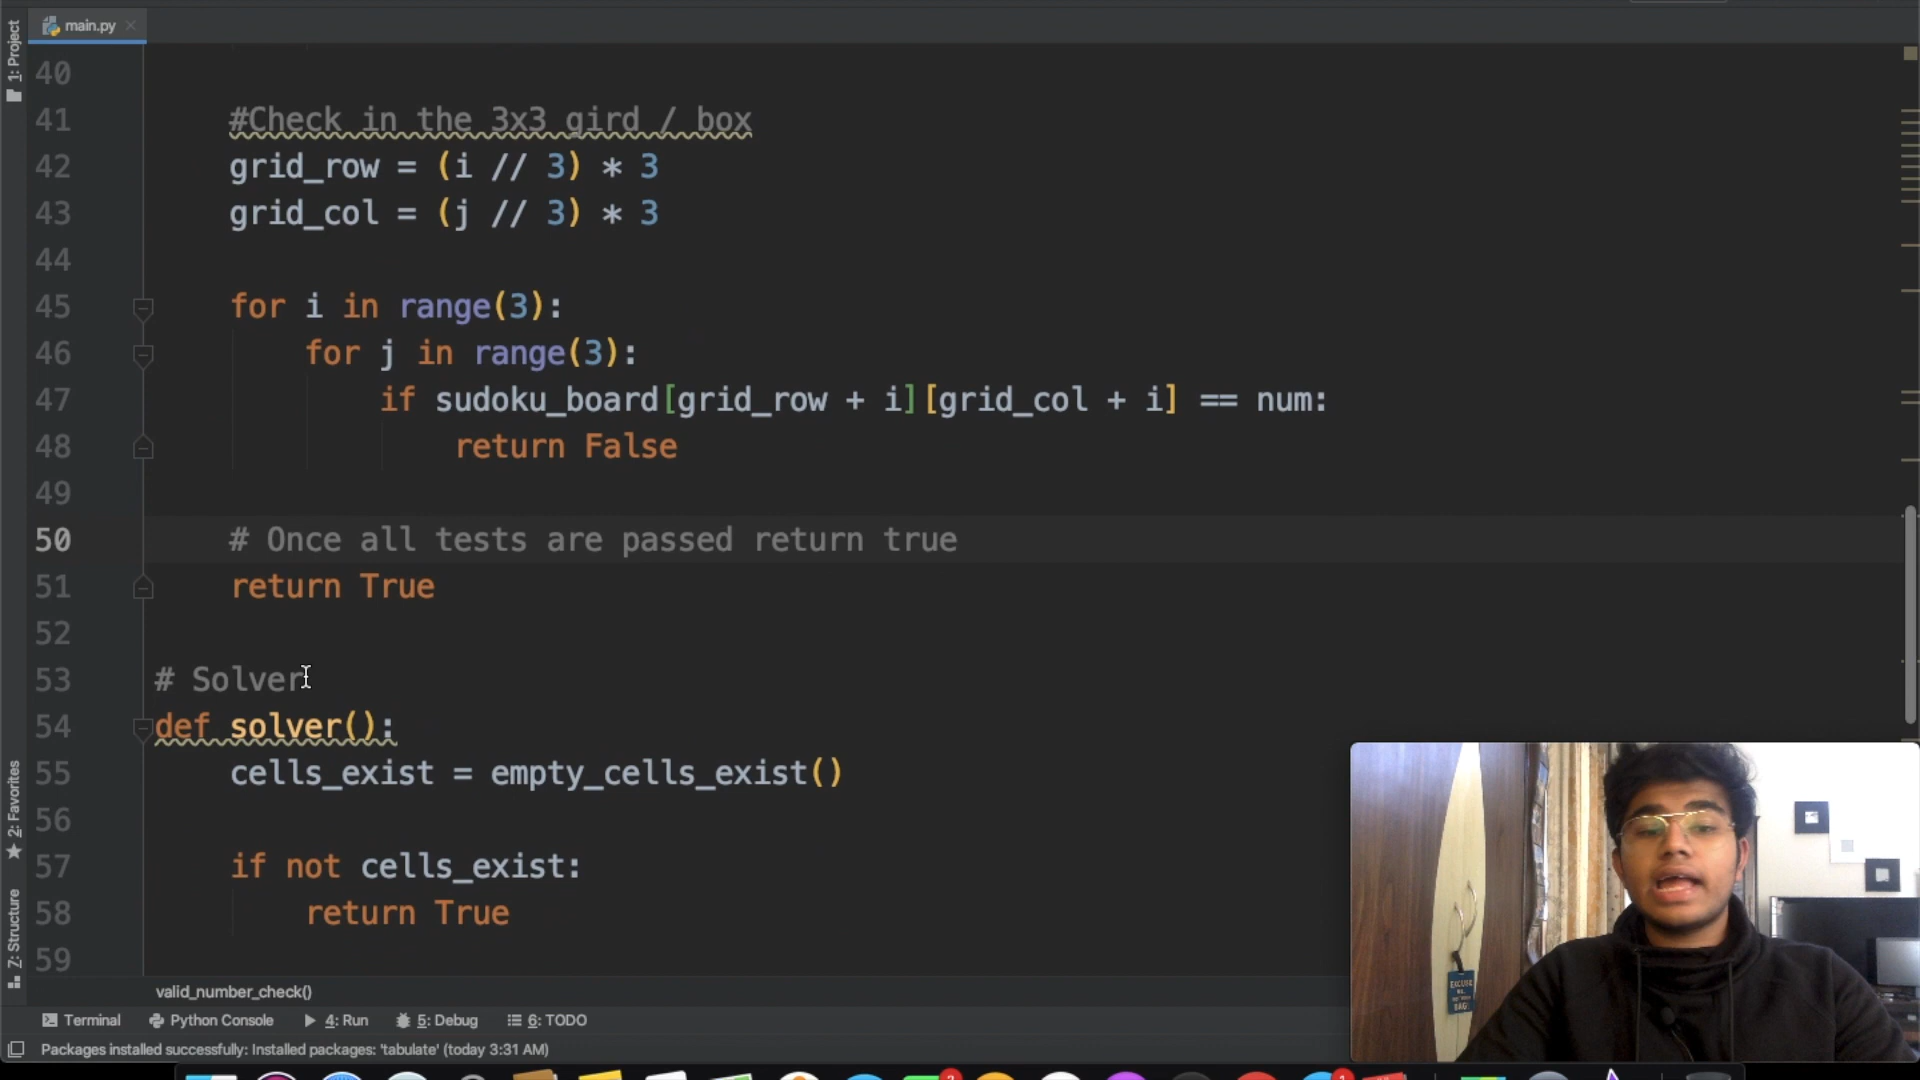 main.py
1: Project
40
41 #Check in the 3x3 gird / box
42 grid_row = (i // 3) * 3
43 grid_col = (j // 3) * 3
44
45 for i in range(3):
46 for j in range(3):
47 if sudoku_board[grid_row + i][grid_col + i] == num:
48 return False
49
50 # Once all tests are passed return true
51 return True
52
53 # Solver
54 def solver():
55 cells_exist = empty_cells_exist()
56
57 if not cells_exist:
58 return True
59
2: Favorites
Z: Structure
EXCUSE
BAG!
valid_number_check()
Terminal Python Console 4: Run 5: Debug 6: TODO
Packages installed successfully: Installed packages: 'tabulate' (today 3:31 AM)